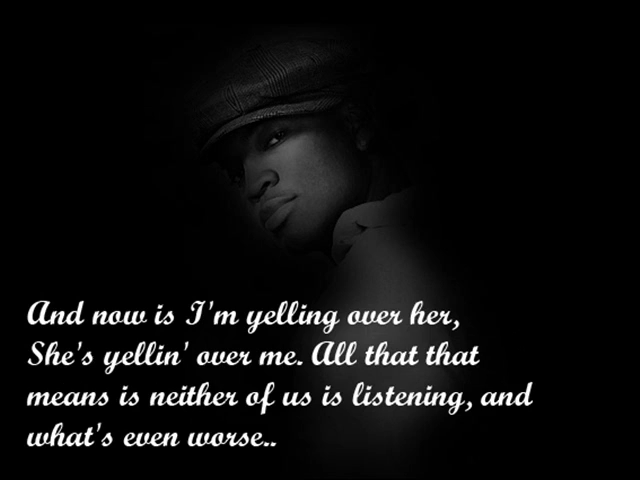 And now is I'm yelling over her,
She's yellin' over me. All that that
means is neither of us is listening, and
what's even worse..